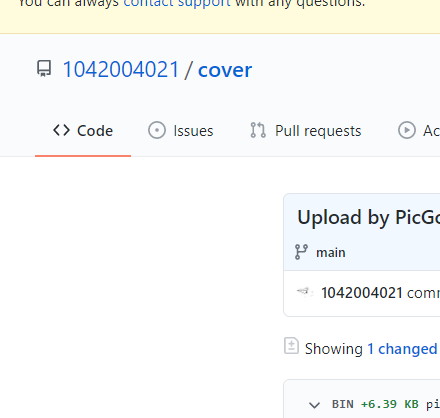 You can always contact support with any questions.
1042004021 / cover
Code Issues Pull requests Ac
Upload by PicGo
main
1042004021 comm
Showing 1 changed
BIN +6.39 KB pi